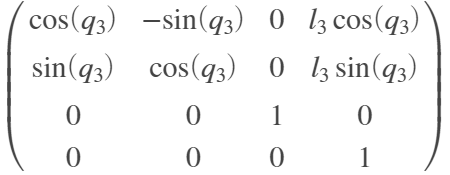 cos(q₃) −sin(q₃) 0 l₃ cos(q₃)
sin(q₃) cos(q₃) 0 l₃ sin(q₃)
0 0 1 0
0 0 0 1